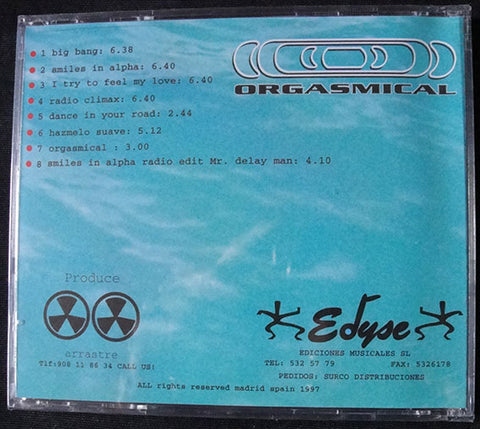 1 big bang: 6.38
2 smiles in alpha: 6.40
3 I try to feel my love: 6.40
4 radio climax: 6.40
5 dance in your road: 2.44
6 hazmelo suave: 5.12
7 orgasmical : 3.00
8 smiles in alpha radio edit Mr. delay man: 4.10
ORGASMICAL
Produce
arrastre
Tlf:908 11 86 34 CALL US!
Edyse
EDICIONES MUSICALES SL
TEL: 532 57 79 FAX: 5326178
PEDIDOS: SURCO DISTRIBUCIONES
ALL rights reserved madrid spain 1997